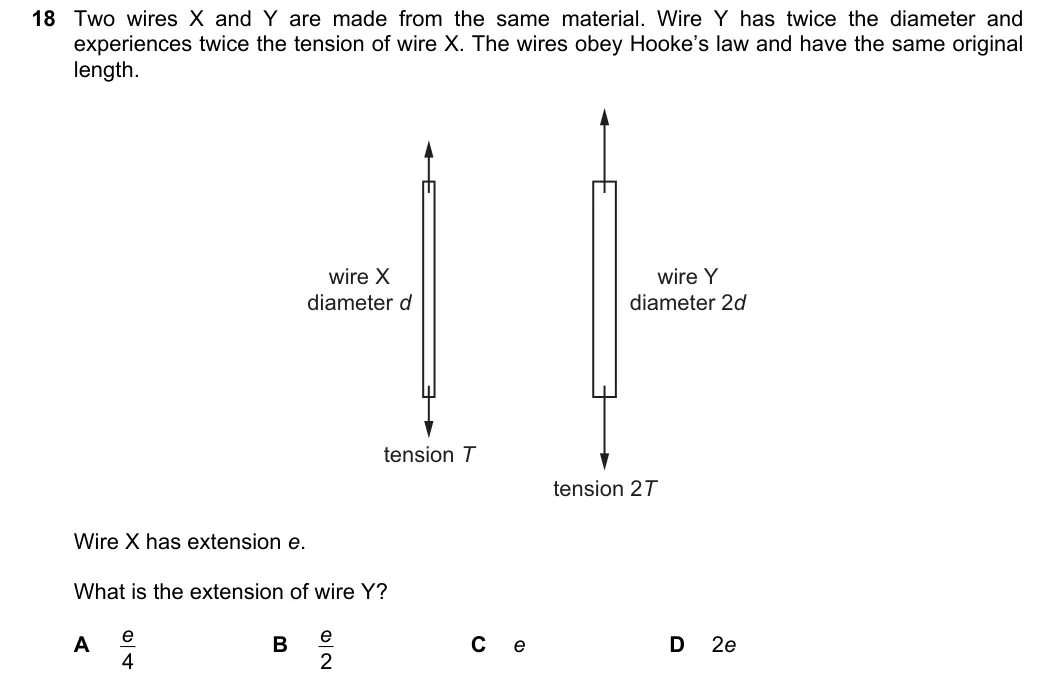 18 Two wires X and Y are made from the same material. Wire Y has twice the diameter and
experiences twice the tension of wire X. The wires obey Hooke’s law and have the same original
length.
wire X
diameter d
wire Y
diameter 2d
tension T
tension 2T
Wire X has extension e.
What is the extension of wire Y?
A e/4 B e/2 C e D 2e